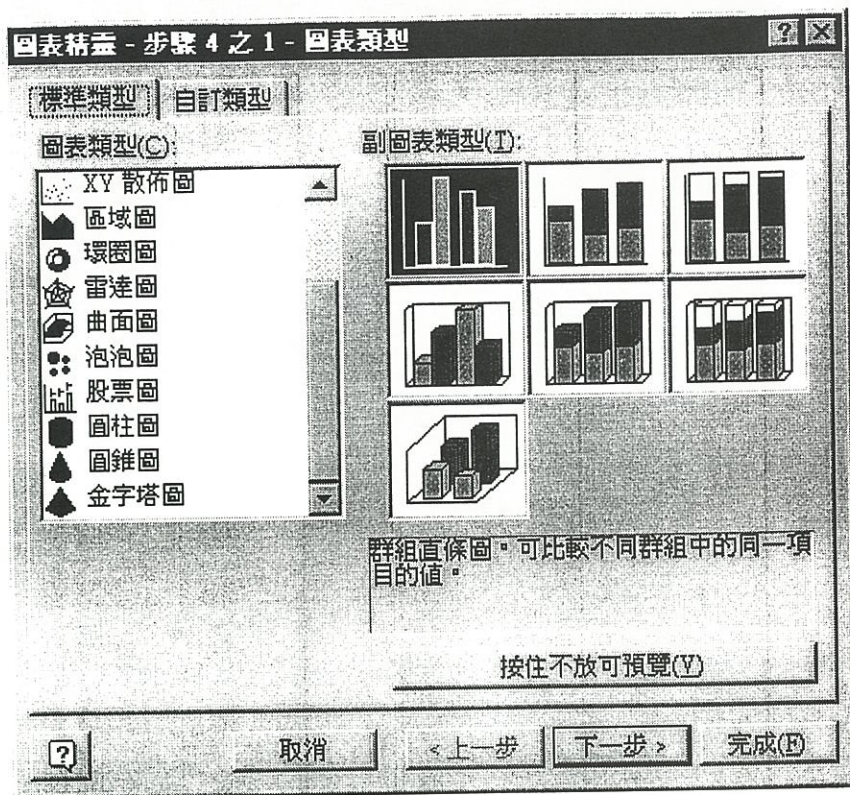 圖表精靈 - 步驟 4 之 1 - 圖表類型
標準類型 自訂類型
圖表類型(C):
XY 散佈圖
區域圖
環圈圖
雷達圖
曲面圖
泡泡圖
股票圖
圓柱圖
圓錐圖
金字塔圖
副圖表類型(T):
群組直條圖。可比較不同群組中的同一項
目的值。
按住不放可預覽(V)
取消 < 上一步 下一步 > 完成(F)